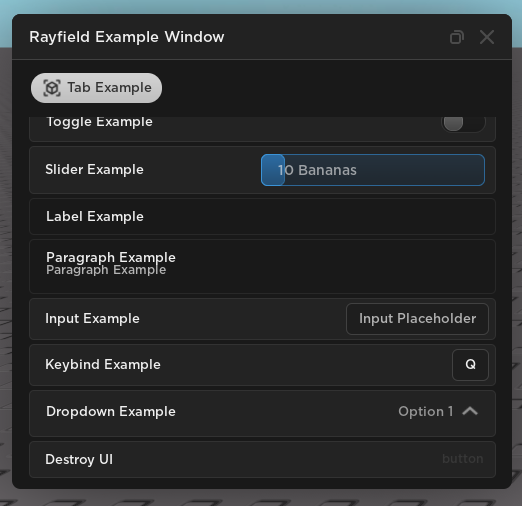 Rayfield Example Window
Tab Example
Toggle Example
Slider Example
10 Bananas
Label Example
Paragraph Example
Paragraph Example
Input Example
Input Placeholder
Keybind Example
Q
Dropdown Example
Option 1
Destroy UI
button